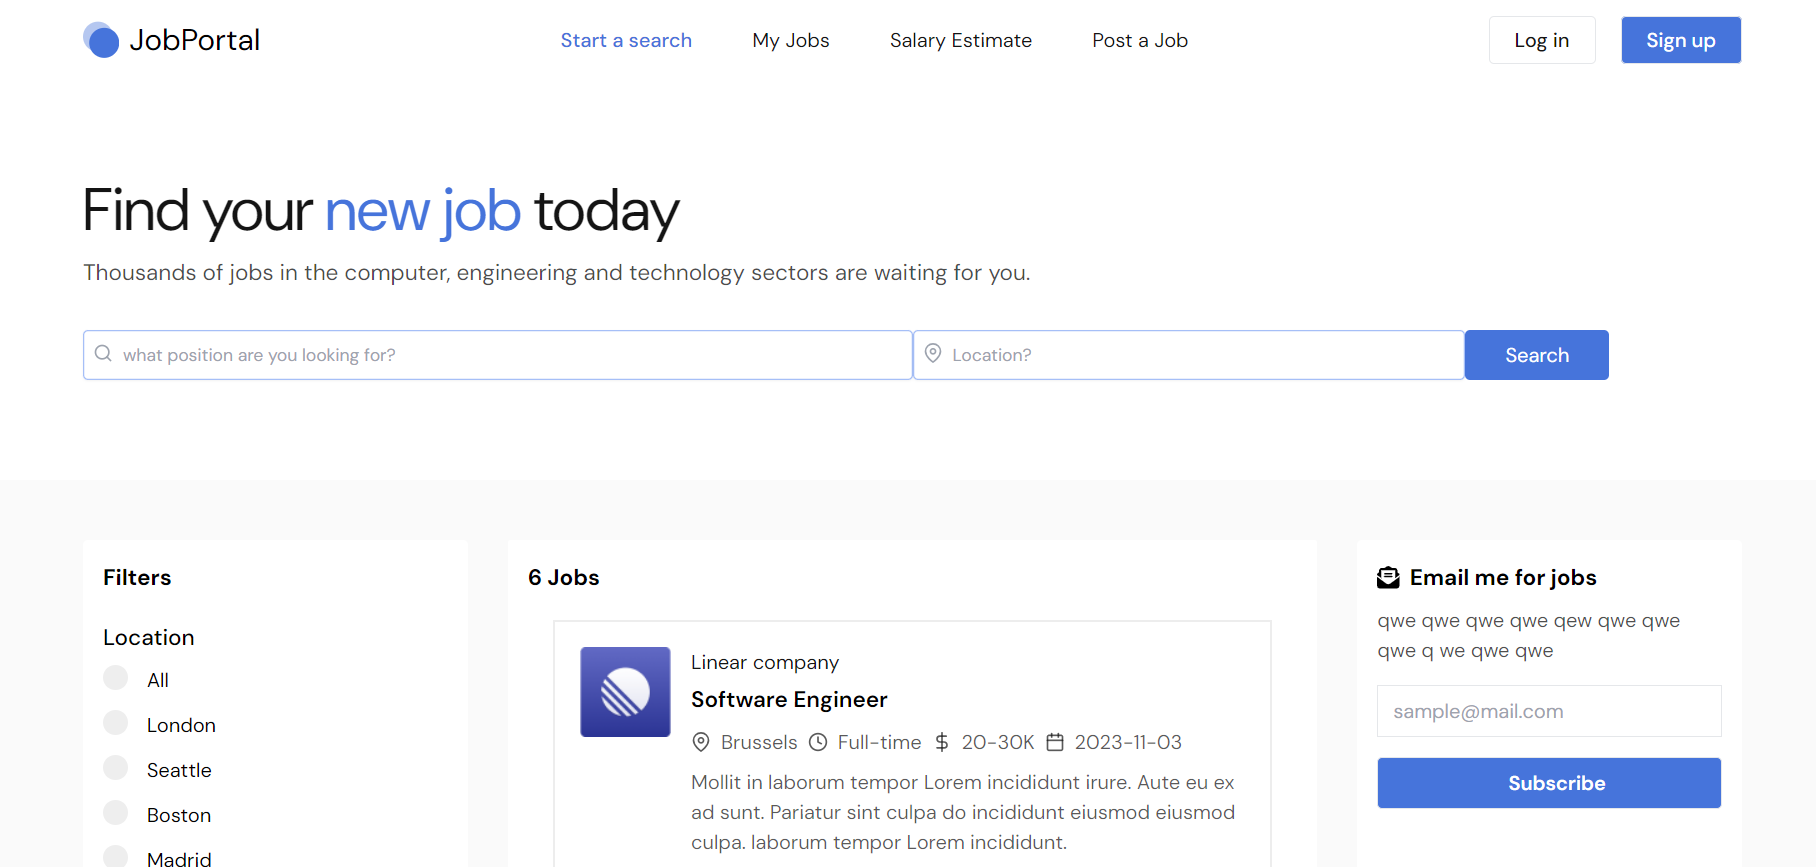 JobPortal
Start a search
My Jobs
Salary Estimate
Post a Job
Log in
Sign up
Find your new job today
Thousands of jobs in the computer, engineering and technology sectors are waiting for you.
what position are you looking for?
Location?
Search
Filters
Location
All
London
Seattle
Boston
Madrid
6 Jobs
Linear company
Software Engineer
Brussels Full-time $ 20-30K 2023-11-03
Mollit in laborum tempor Lorem incididunt irure. Aute eu ex
ad sunt. Pariatur sint culpa do incididunt eiusmod eiusmod
culpa. laborum tempor Lorem incididunt.
Email me for jobs
qwe qwe qwe qwe qew qwe qwe
qwe q we qwe qwe
sample@mail.com
Subscribe